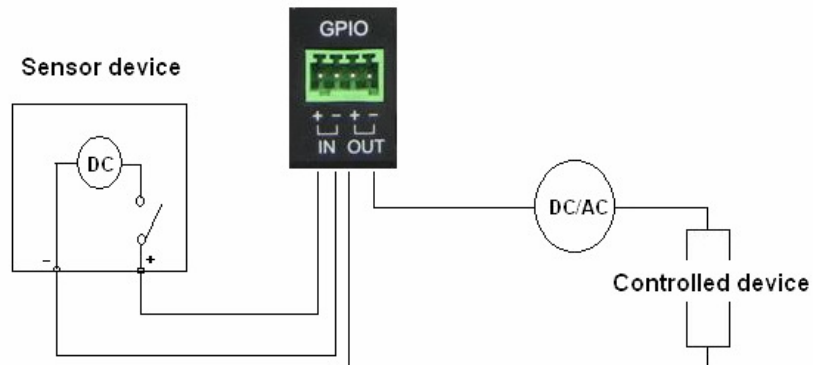 GPIO
Sensor device
+ - + -
IN OUT
DC
DC/AC
- +
Controlled device